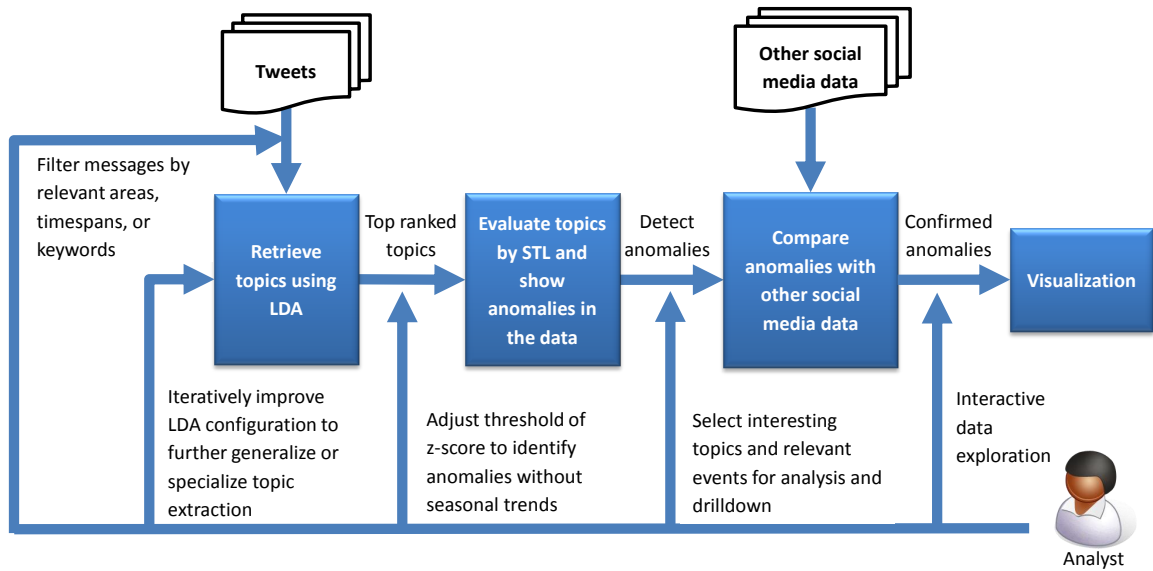 Tweets
Other social
media data
Filter messages by
relevant areas,
timespans, or
keywords
Retrieve
topics using
LDA
Top ranked
topics
Evaluate topics
by STL and
show
anomalies in
the data
Detect
anomalies
Compare
anomalies with
other social
media data
Confirmed
anomalies
Visualization
Iteratively improve
LDA configuration to
further generalize or
specialize topic
extraction
Adjust threshold of
z-score to identify
anomalies without
seasonal trends
Select interesting
topics and relevant
events for analysis and
drilldown
Interactive
data
exploration
Analyst